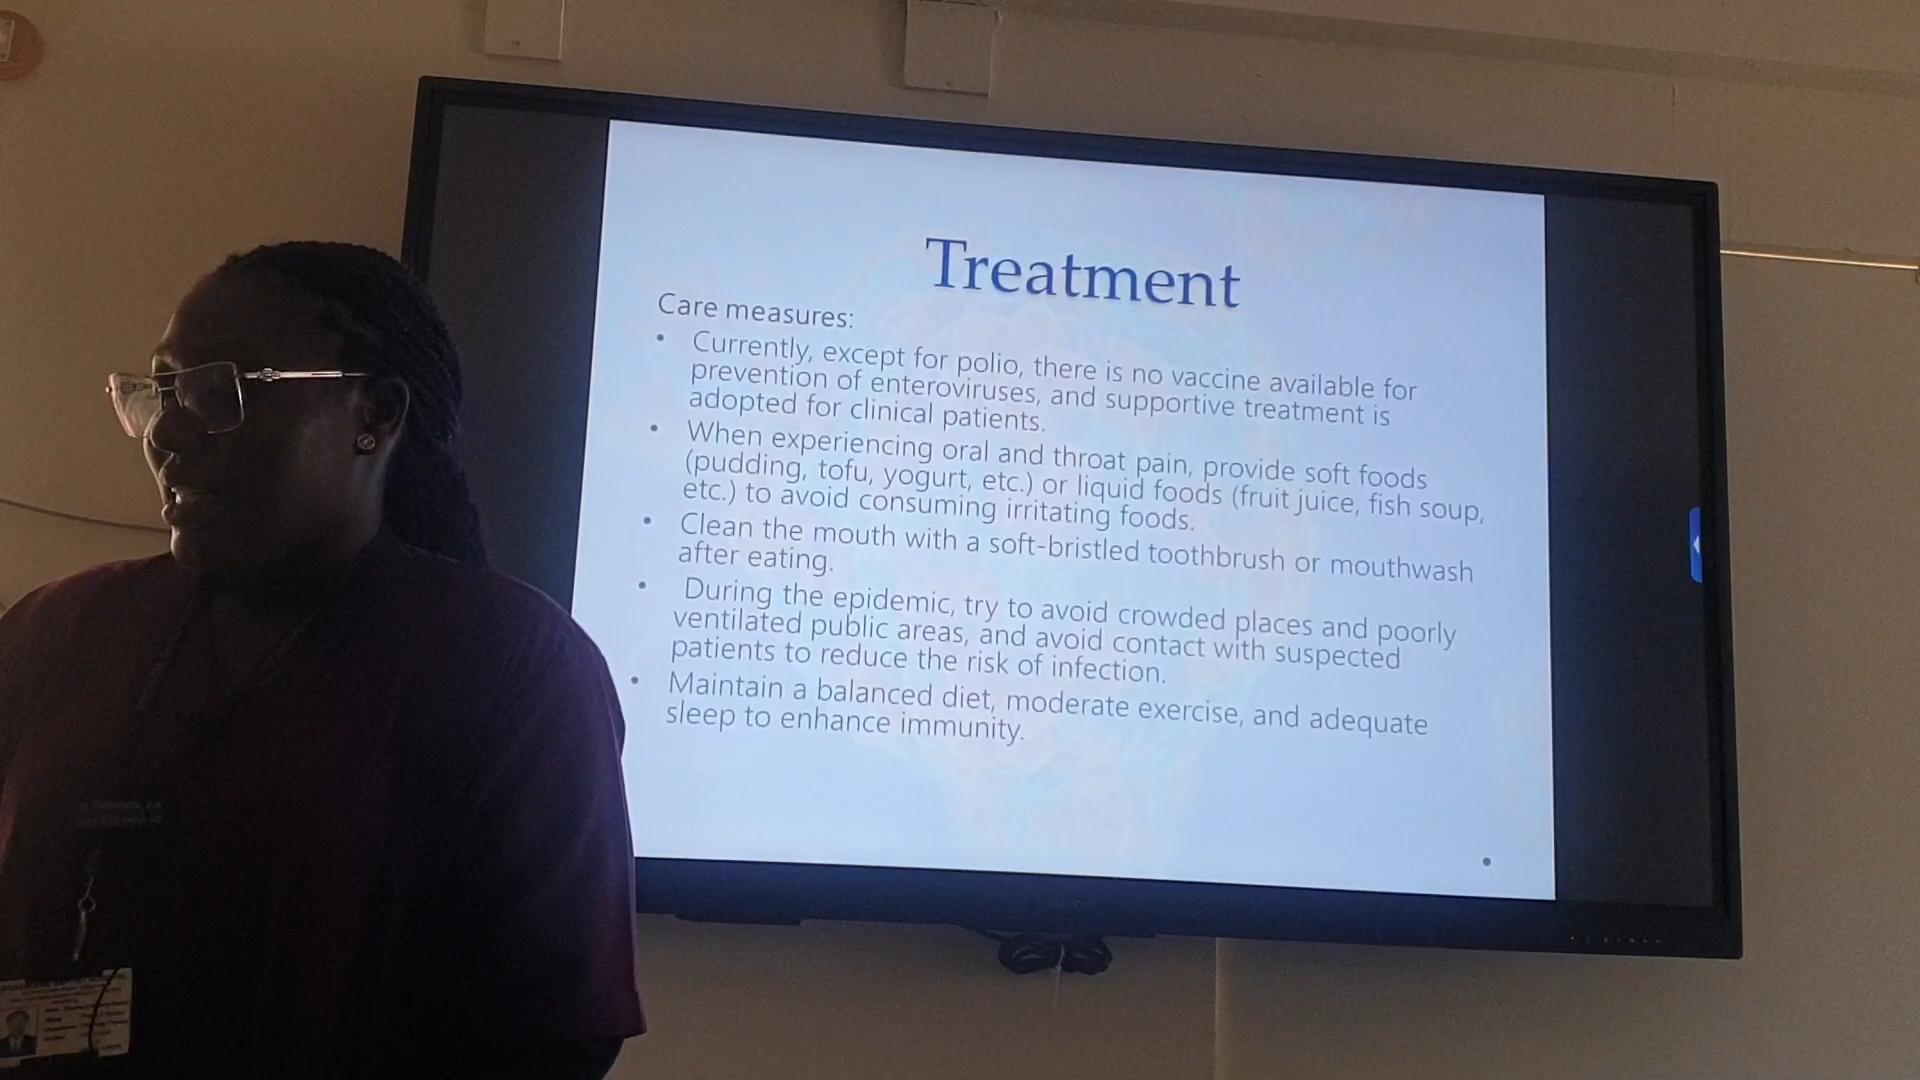 Treatment
Care measures:
• Currently, except for polio, there is no vaccine available for
prevention of enteroviruses, and supportive treatment is
adopted for clinical patients.
• When experiencing oral and throat pain, provide soft foods
(pudding, tofu, yogurt, etc.) or liquid foods (fruit juice, fish soup,
etc.) to avoid consuming irritating foods.
• Clean the mouth with a soft-bristled toothbrush or mouthwash
after eating.
• During the epidemic, try to avoid crowded places and poorly
ventilated public areas, and avoid contact with suspected
patients to reduce the risk of infection.
• Maintain a balanced diet, moderate exercise, and adequate
sleep to enhance immunity.
•